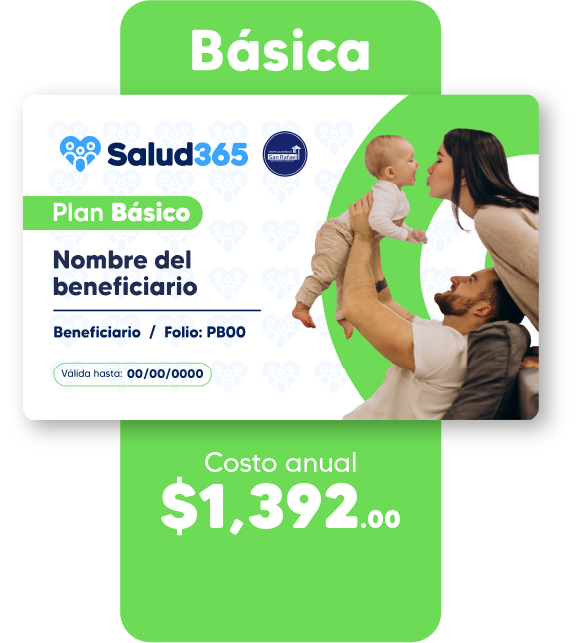 Básica
Salud365
San Rafael
Plan Básico
Nombre del
beneficiario
Beneficiario / Folio: PB00
Válida hasta: 00/00/0000
Costo anual
$1,392.00